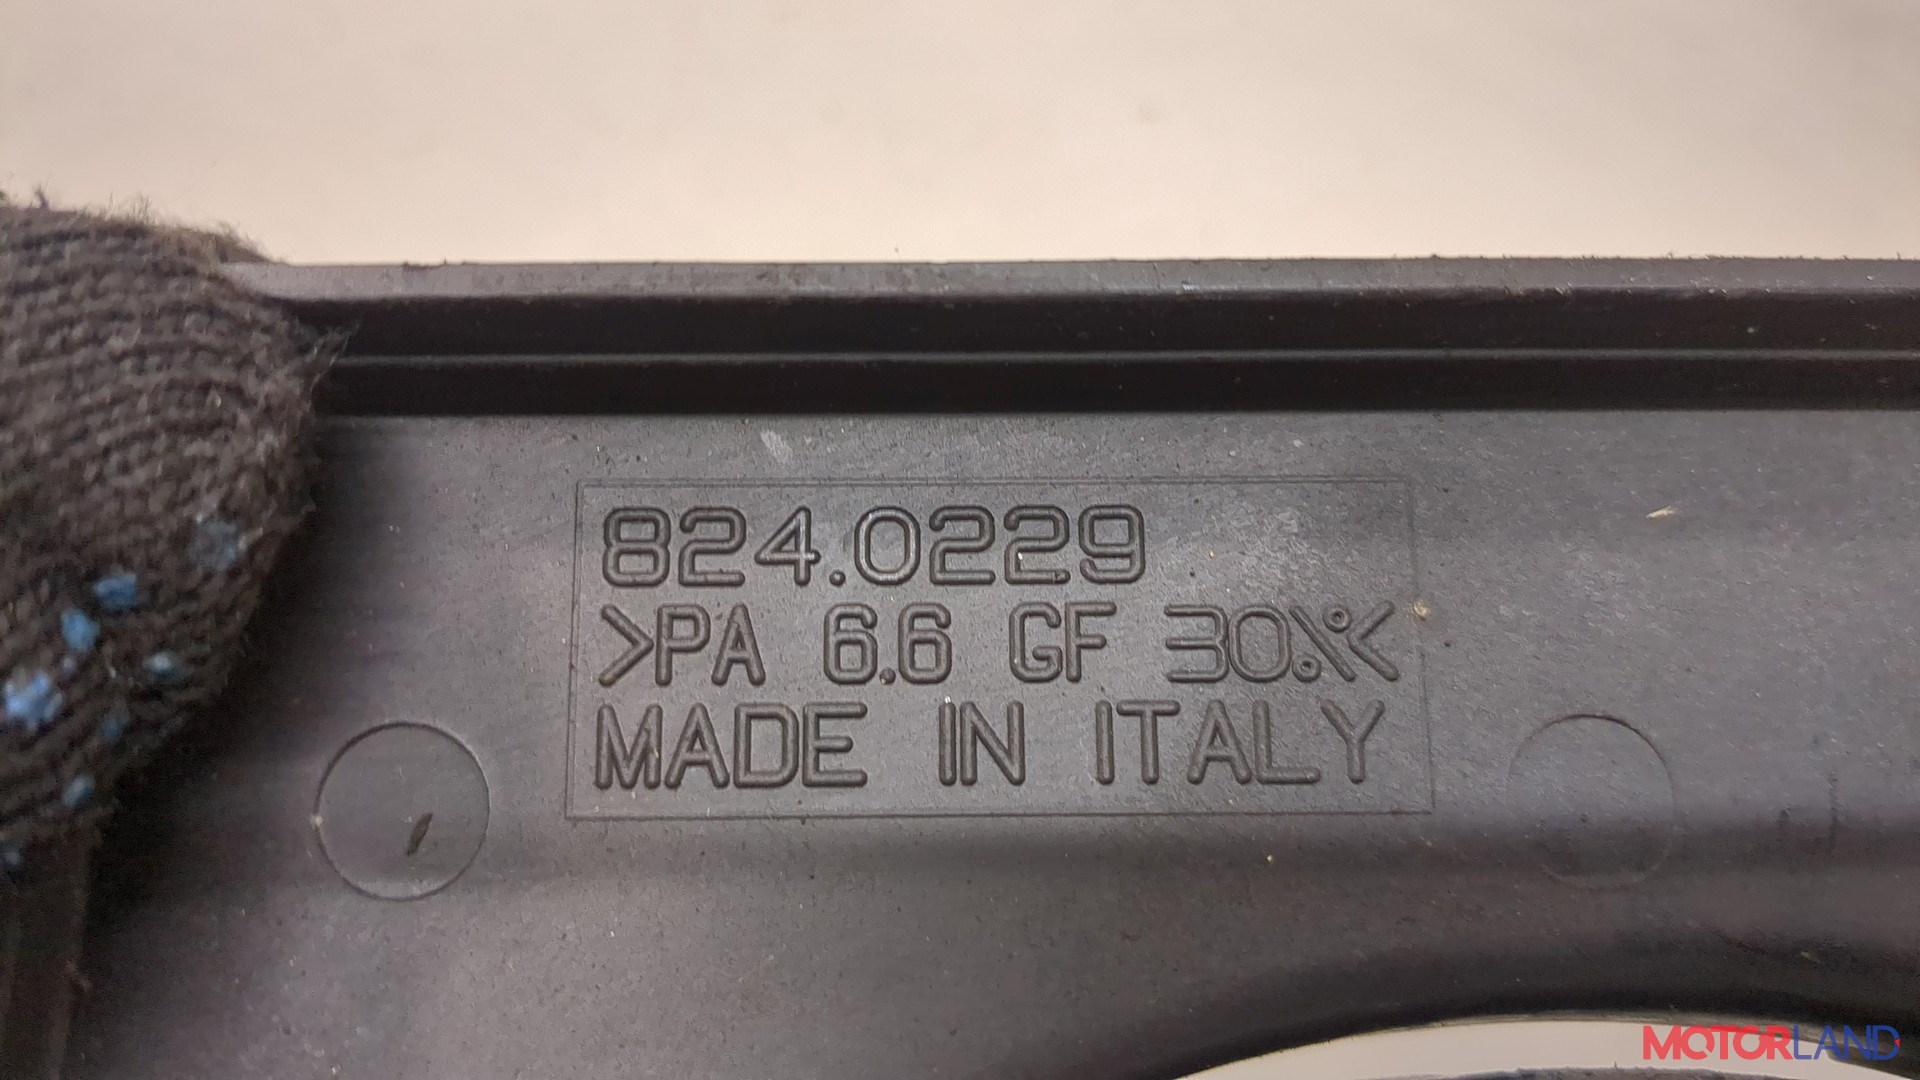 824.0229
>PA 6.6 GF 30%<
MADE IN ITALY
MOTORLAND